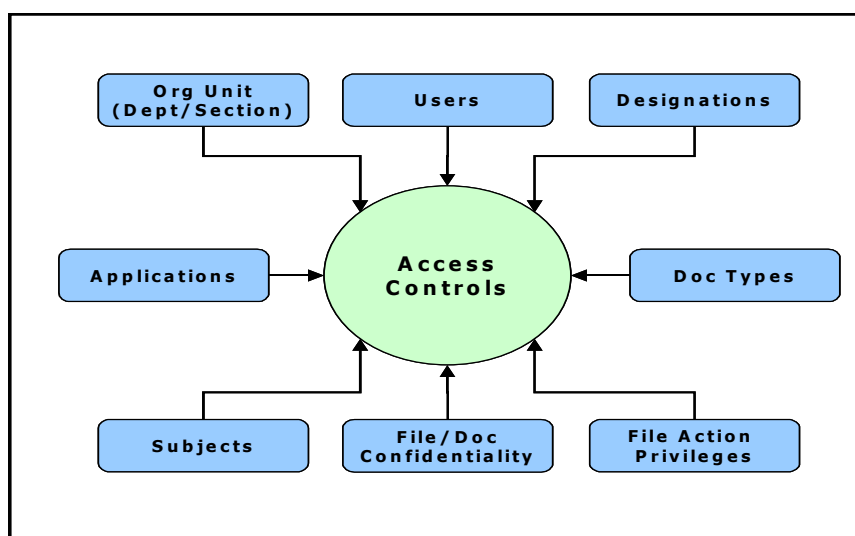 Org Unit
(Dept/Section)
Users
Designations
Applications
Access
Controls
Doc Types
Subjects
File/Doc
Confidentiality
File Action
Privileges